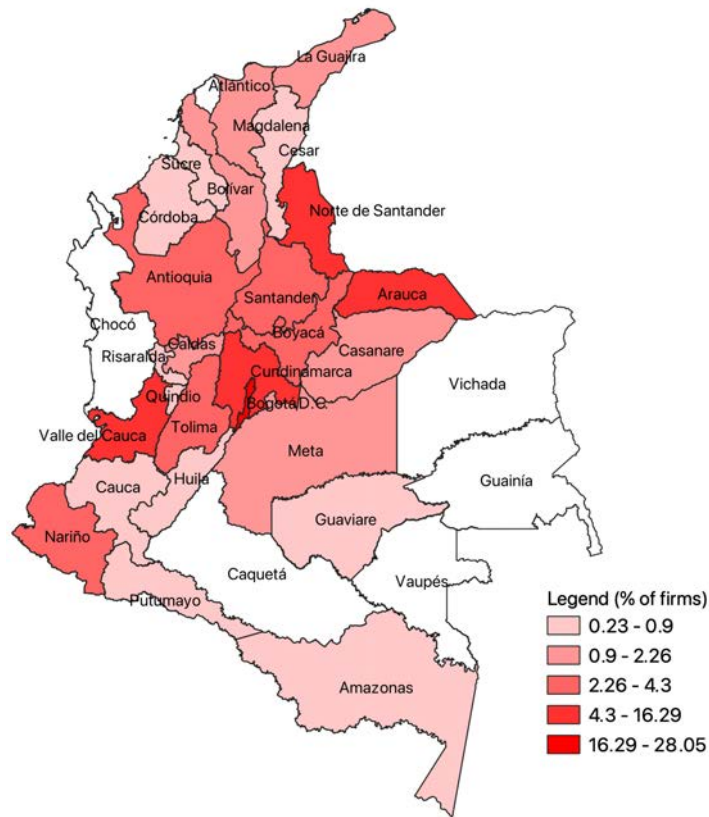 La Guajira
Atlántico
Magdalena
Cesar
Sucre
Bolívar
Córdoba
Norte de Santander
Antioquia
Santander
Arauca
Chocó
Boyacá
Risaralda
Caldas
Casanare
Cundinamarca
Vichada
Quindio
Bogotá, D.C.
Valle del Cauca
Tolima
Meta
Guainía
Cauca
Huila
Guaviare
Nariño
Caquetá
Vaupés
Putumayo
Amazonas
Legend (% of firms)
0.23 - 0.9
0.9 - 2.26
2.26 - 4.3
4.3 - 16.29
16.29 - 28.05